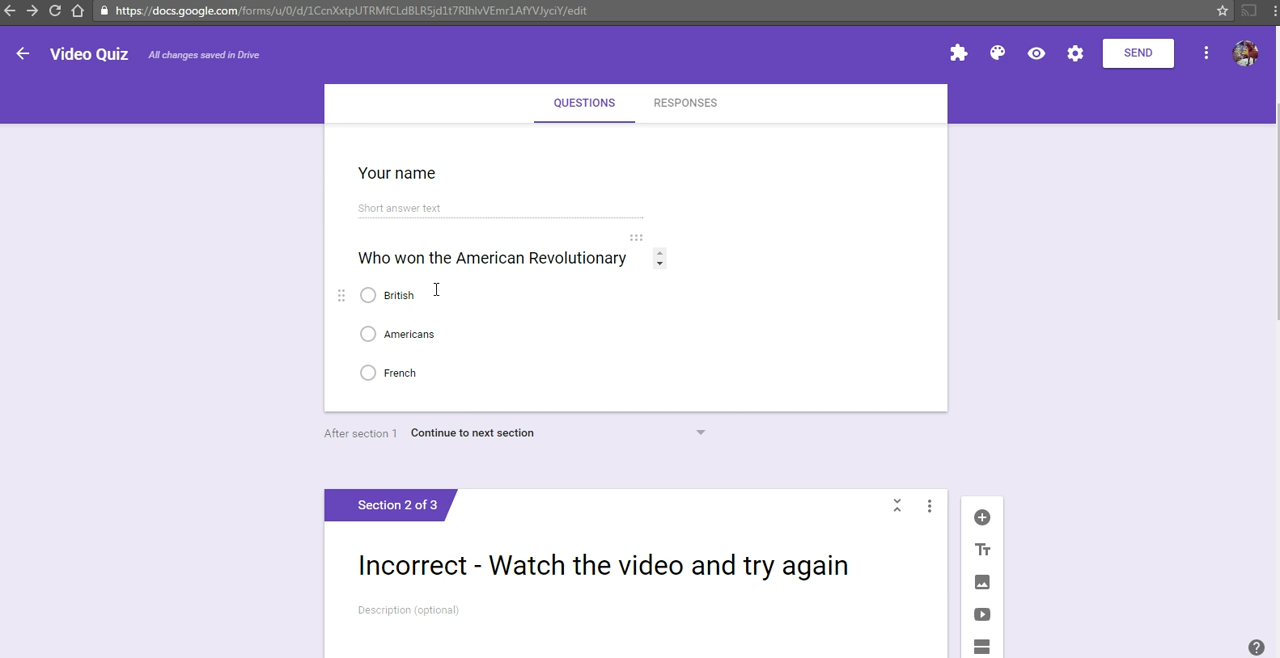 https://docs.google.com/forms/u/0/d/1CcnXxtpUTRMfCLdBLR5jd1t7RIhlvVEmr1AfYVJyciY/edit
Video Quiz All changes saved in Drive SEND
QUESTIONS RESPONSES
Your name
Short answer text
Who won the American Revolutionary
British
Americans
French
After section 1 Continue to next section
Section 2 of 3
Incorrect - Watch the video and try again
Description (optional)